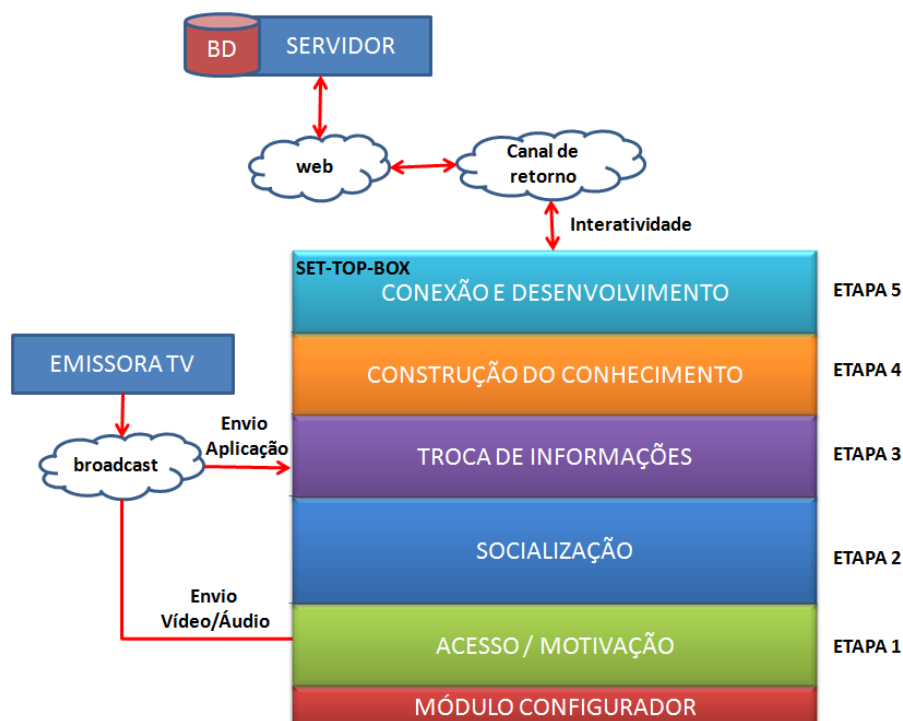 BD
SERVIDOR
web
Canal de
retorno
Interatividade
SET-TOP-BOX
CONEXÃO E DESENVOLVIMENTO
ETAPA 5
EMISSORA TV
CONSTRUÇÃO DO CONHECIMENTO
ETAPA 4
Envio
Aplicação
broadcast
TROCA DE INFORMAÇÕES
ETAPA 3
SOCIALIZAÇÃO
ETAPA 2
Envio
Vídeo/Áudio
ACESSO / MOTIVAÇÃO
ETAPA 1
MÓDULO CONFIGURADOR